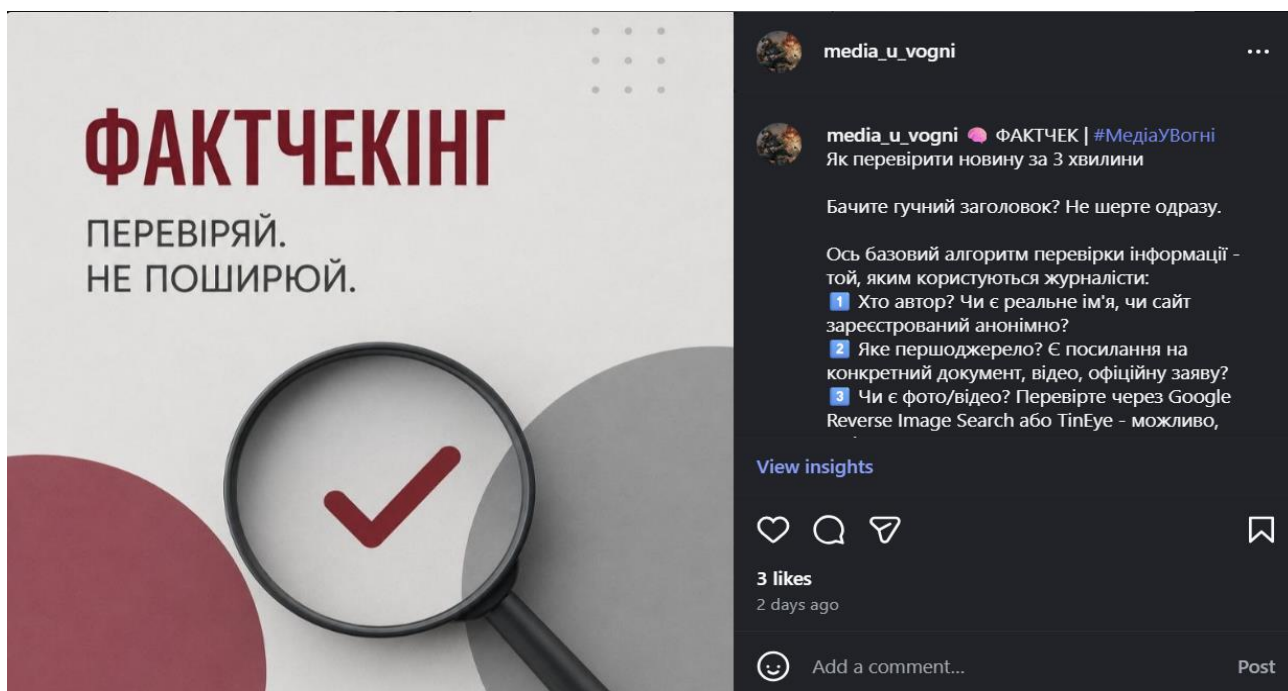 ФАКТЧЕКІНГ
ПЕРЕВІРЯЙ.
НЕ ПОШИРЮЙ.
media_u_vogni
media_u_vogni 🧠 ФАКТЧЕК | #МедіаУВогні
Як перевірити новину за 3 хвилини
Бачите гучний заголовок? Не шерте одразу.
Ось базовий алгоритм перевірки інформації -
той, яким користуються журналісти:
1️⃣ Хто автор? Чи є реальне ім'я, чи сайт
зареєстрований анонімно?
2️⃣ Яке першоджерело? Є посилання на
конкретний документ, відео, офіційну заяву?
3️⃣ Чи є фото/відео? Перевірте через Google
Reverse Image Search або TinEye - можливо,
View insights
3 likes
2 days ago
Add a comment...
Post